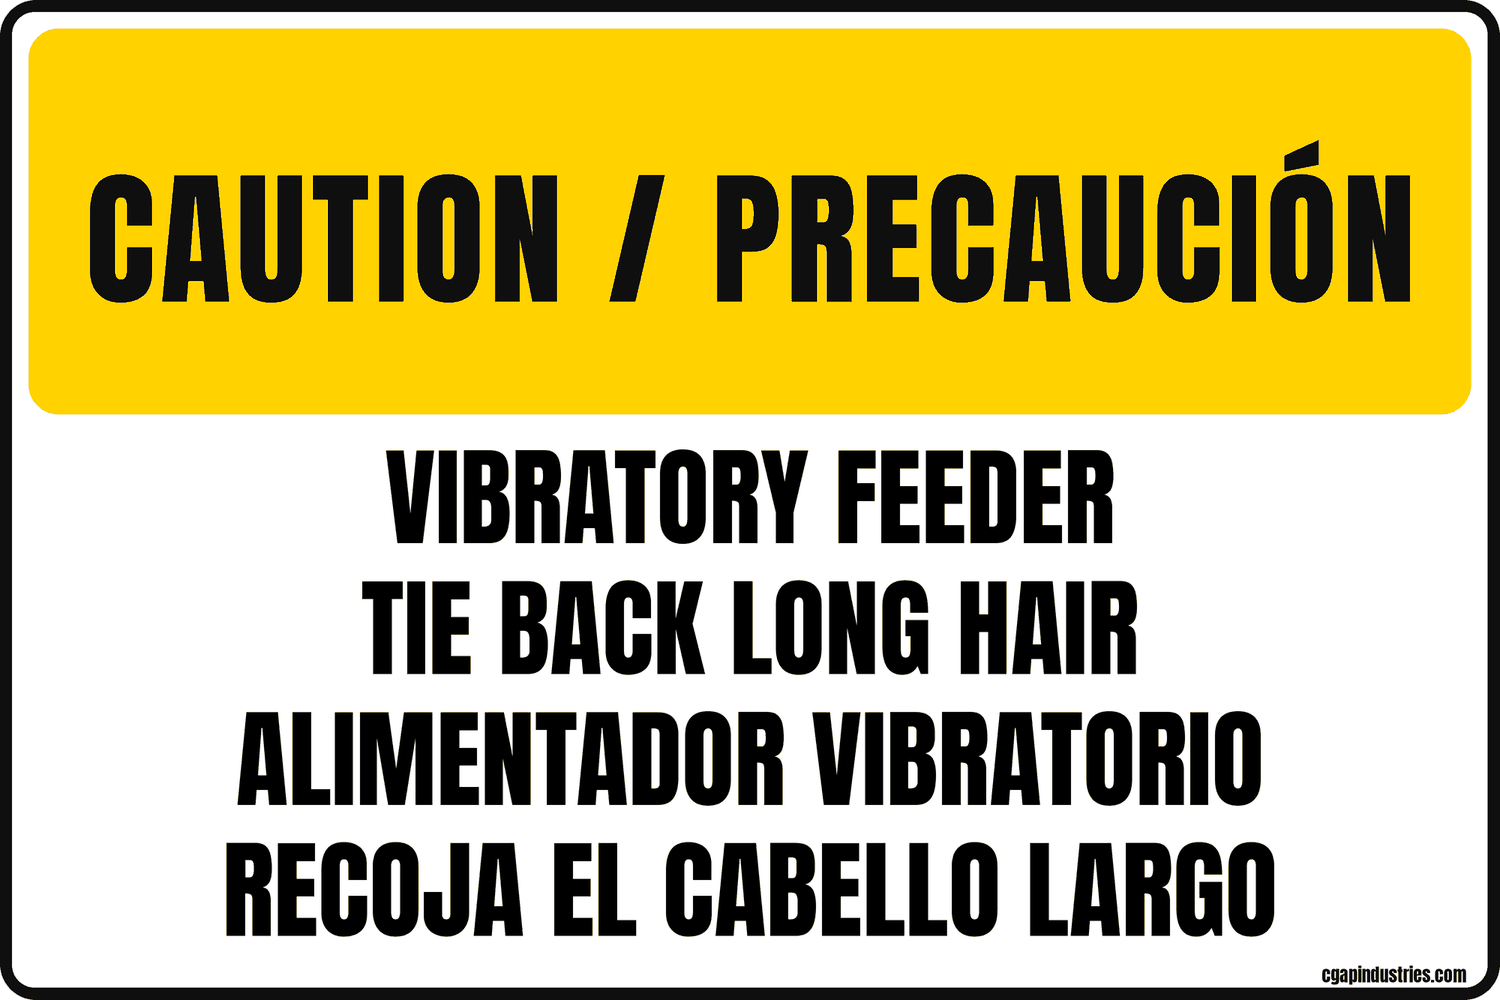 CAUTION / PRECAUCIÓN
VIBRATORY FEEDER
TIE BACK LONG HAIR
ALIMENTADOR VIBRATORIO
RECOJA EL CABELLO LARGO
cgapindustries.com